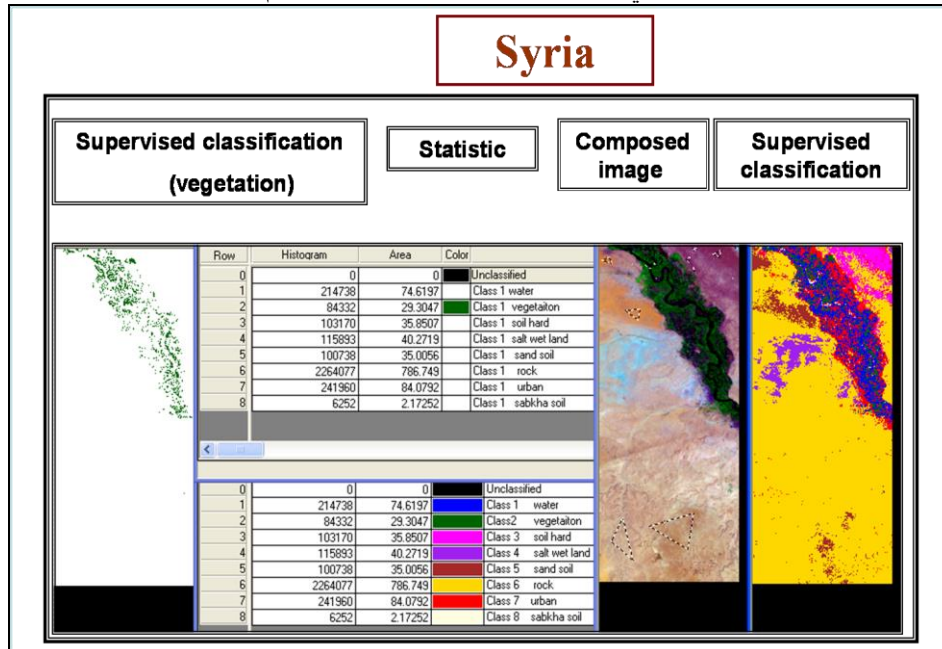 Syria
Supervised classification
(vegetation)
Statistic
Composed
image
Supervised
classification
Row Histogram Area Color
0 0 0 Unclassified
1 214738 74.6197 Class 1 water
2 84332 29.3047 Class 1 vegetaiton
3 103170 35.8507 Class 1 soil hard
4 115893 40.2719 Class 1 salt wet land
5 100738 35.0056 Class 1 sand soil
6 2264077 786.749 Class 1 rock
7 241960 84.0792 Class 1 urban
8 6252 2.17252 Class 1 sabkha soil
0 0 0 Unclassified
1 214738 74.6197 Class 1 water
2 84332 29.3047 Class2 vegetaiton
3 103170 35.8507 Class 3 soil hard
4 115893 40.2719 Class 4 salt wet land
5 100738 35.0056 Class 5 sand soil
6 2264077 786.749 Class 6 rock
7 241960 84.0792 Class 7 urban
8 6252 2.17252 Class 8 sabkha soil